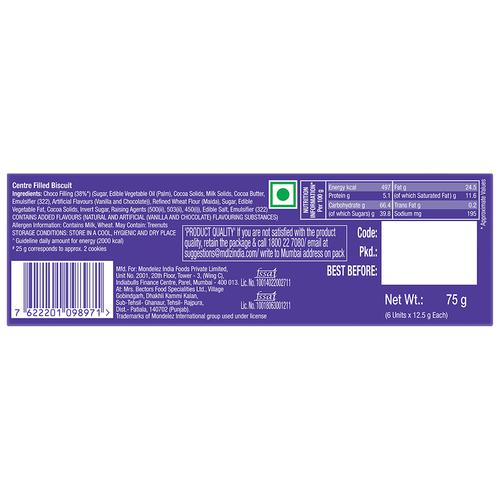 Centre Filled Biscuit
Ingredients: Choco Filling (38%*) (Sugar, Edible Vegetable Oil (Palm), Cocoa Solids, Milk Solids, Cocoa Butter,
Emulsifier (322), Artificial Flavours (Vanilla and Chocolate)), Refined Wheat Flour (Maida), Sugar, Edible
Vegetable Fat, Cocoa Solids, Invert Sugar, Raising Agents (500(ii), 503(ii), 450(i)), Edible Salt, Emulsifier (322)
CONTAINS ADDED FLAVOURS (NATURAL AND ARTIFICIAL (VANILLA AND CHOCOLATE) FLAVOURING SUBSTANCES)
Allergen Information: Contains Milk, Wheat, May Contain: Treenuts
STORAGE CONDITIONS: STORE IN A COOL, HYGIENIC AND DRY PLACE
* Guideline daily amount for energy (2000 kcal)
* 25 g corresponds to approx. 2 cookies
NUTRITION
INFORMATION*
Per 100 g
Energy kcal 497 Fat g 24.5
Protein g 5.1 (of which Saturated Fat) g 11.6
Carbohydrate g 66.4 Trans Fat g 0.2
(of which Sugars) g 39.8 Sodium mg 195
'PRODUCT QUALITY' If you are not satisfied with the product
quality, retain the package & call 1800 22 7080/ email at
suggestions@mdlzindia.com/ write to Mumbai address on pack
Code:
Pkd.:
BEST BEFORE:
7 622201 098971 >
Mfd. For: Mondelez India Foods Private Limited,
Unit No. 2001, 20th Floor, Tower - 3, (Wing C),
Indiabulls Finance Centre, Parel, Mumbai - 400 013.
At: Mrs. Bectors Food Specialities Ltd., Village
Gobindgarh, Dhakhli Kammi Kalan,
Sub-Tehsil - Ghanaur, Tehsil - Rajpura,
Dist. - Patiala, 140702 (Punjab).
Trademarks of Mondelez International group used under license
fssai
Lic. No. 10014022002711
fssai
Lic. No. 10018063001211
Net Wt.: 75 g
(6 Units x 12.5 g Each)